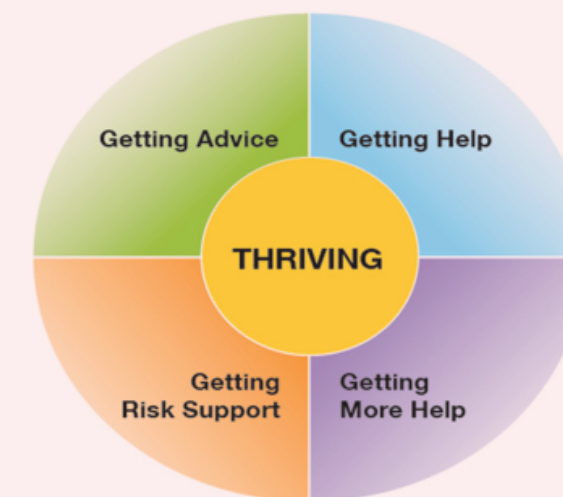 Getting Advice
Getting Help
THRIVING
Getting
Risk Support
Getting
More Help